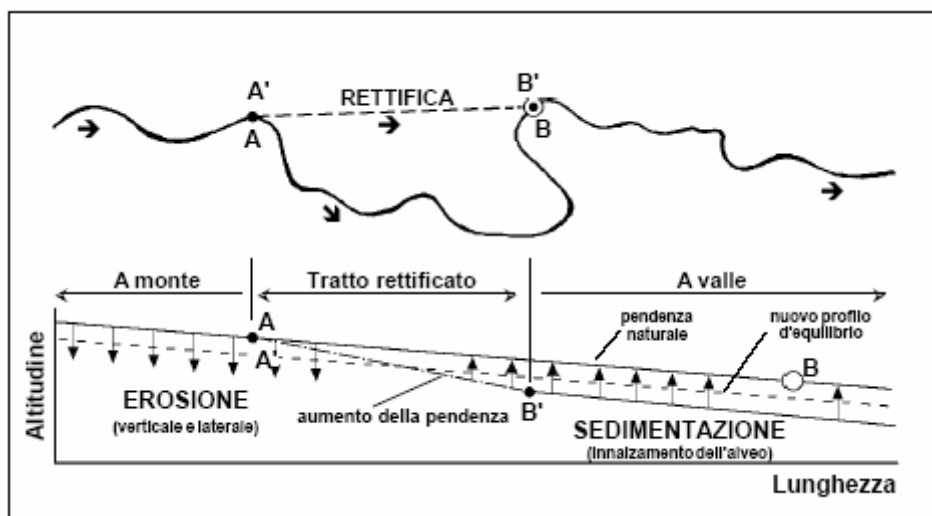 A'
RETTIFICA
B'
A
B
A monte
Tratto rettificato
A valle
Altitudine
A
A'
pendenza
naturale
nuovo profilo
d'equilibrio
B
EROSIONE
(verticale e laterale)
aumento della pendenza
B'
SEDIMENTAZIONE
(innalzamento dell'alveo)
Lunghezza